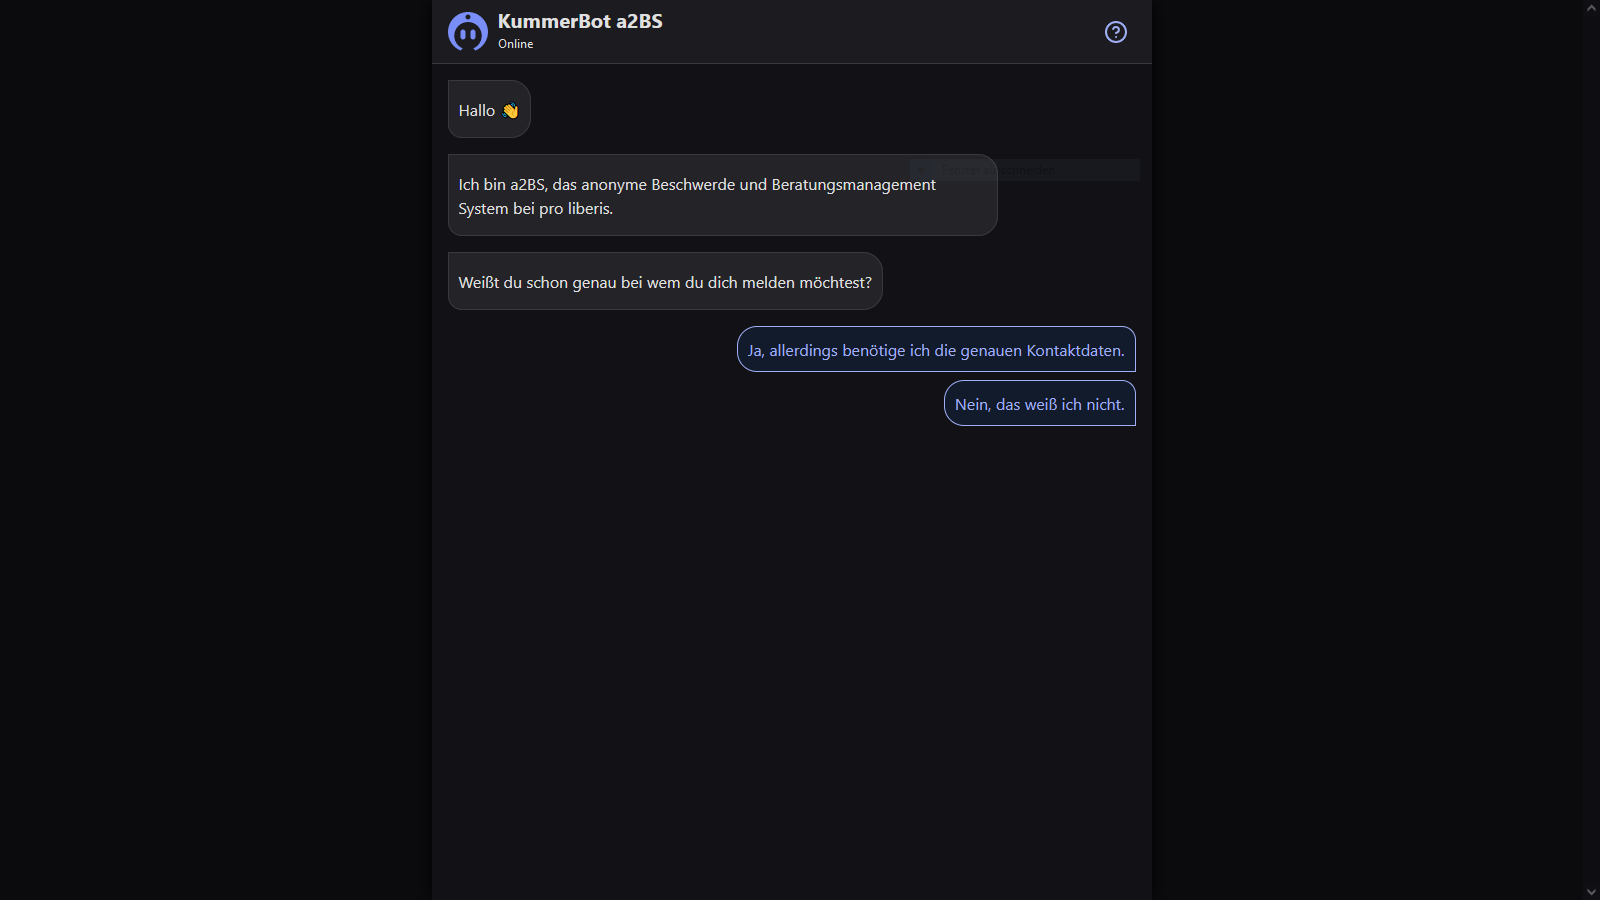 KummerBot a2BS
Online
Hallo 👋
Ich bin a2BS, das anonyme Beschwerde und Beratungsmanagement
System bei pro liberis.
Weißt du schon genau bei wem du dich melden möchtest?
Ja, allerdings benötige ich die genauen Kontaktdaten.
Nein, das weiß ich nicht.